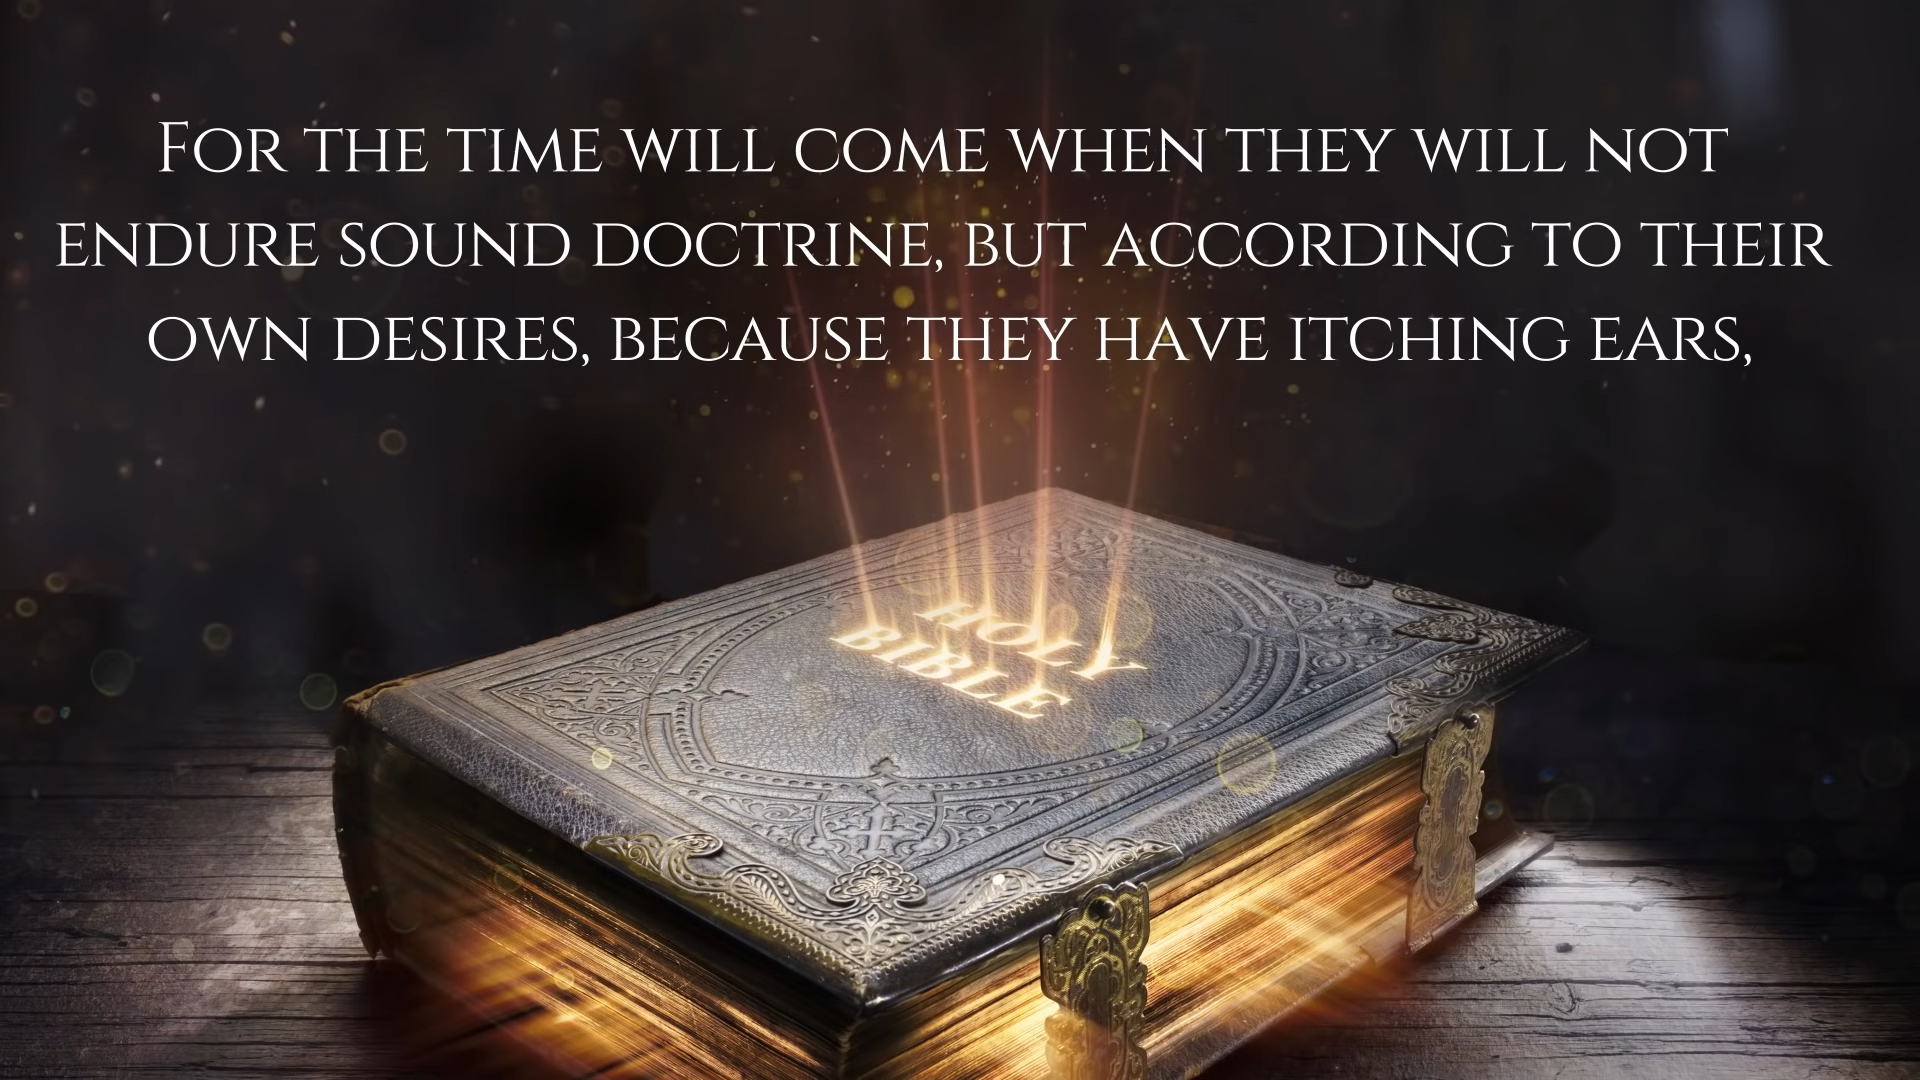 For the time will come when they will not
endure sound doctrine, but according to their
own desires, because they have itching ears,
HOLY
BIBLE